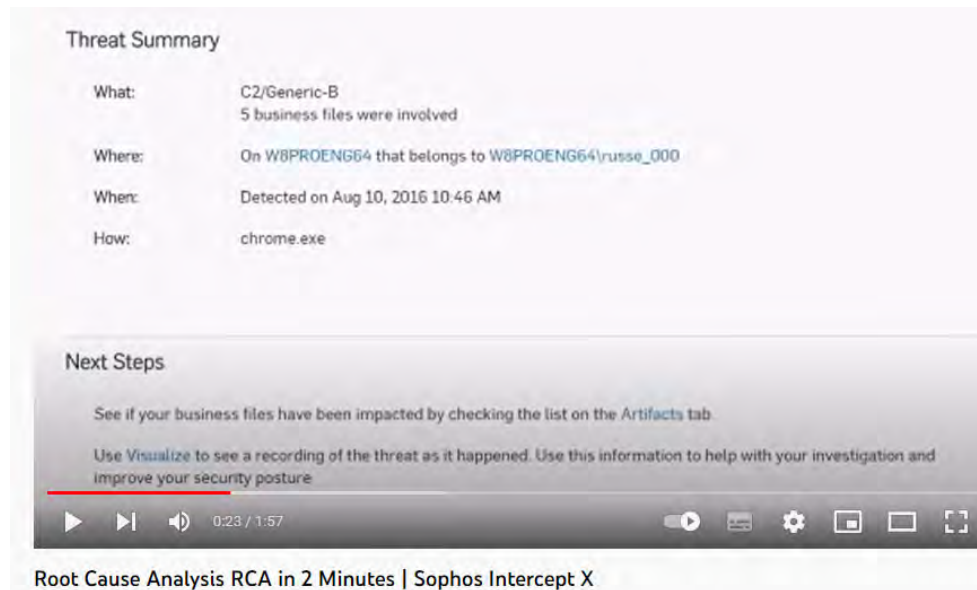 Threat Summary
What: C2/Generic-B
5 business files were involved
Where: On W8PROENG64 that belongs to W8PROENG64\russe_000
When: Detected on Aug 10, 2016 10:46 AM
How: chrome.exe
Next Steps
See if your business files have been impacted by checking the list on the Artifacts tab
Use Visualize to see a recording of the threat as it happened. Use this information to help with your investigation and
improve your security posture
0:23 / 1:57
Root Cause Analysis RCA in 2 Minutes | Sophos Intercept X